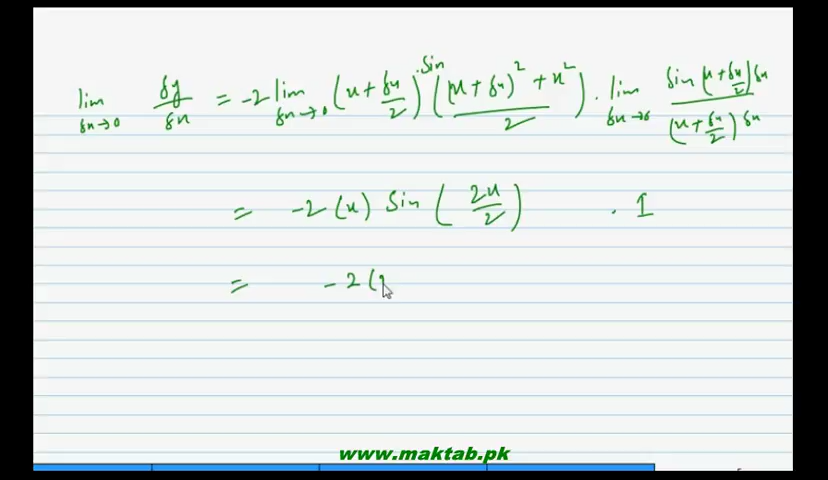 lim δx→0 δy/δx = -2 lim δx→0 (x + δx/2) · sin ((x + δx)² + x² / 2) · lim δx→0 sin (x + δx/2) δx / (x + δx/2) δx
= -2 (x) Sin ( 2x/2 ) . 1
= -2 (
www.maktab.pk